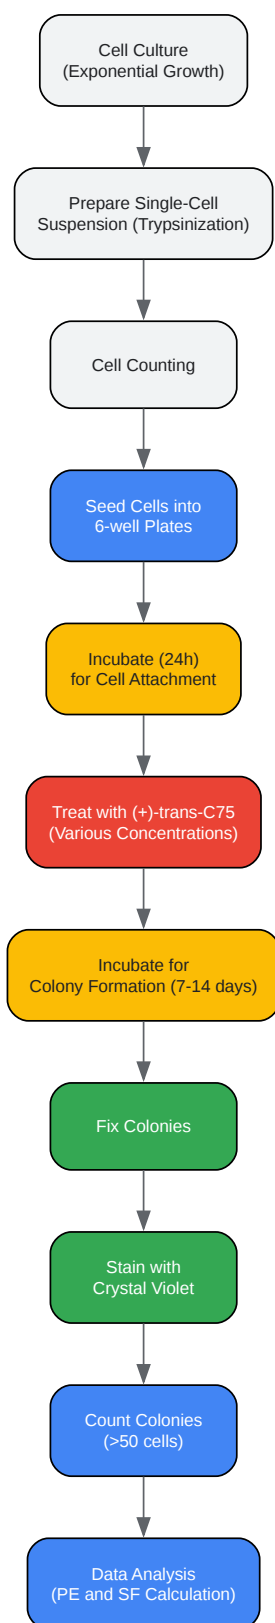 Cell Culture
(Exponential Growth)
Prepare Single-Cell
Suspension (Trypsinization)
Cell Counting
Seed Cells into
6-well Plates
Incubate (24h)
for Cell Attachment
Treat with (+)-trans-C75
(Various Concentrations)
Incubate for
Colony Formation (7-14 days)
Fix Colonies
Stain with
Crystal Violet
Count Colonies
(>50 cells)
Data Analysis
(PE and SF Calculation)